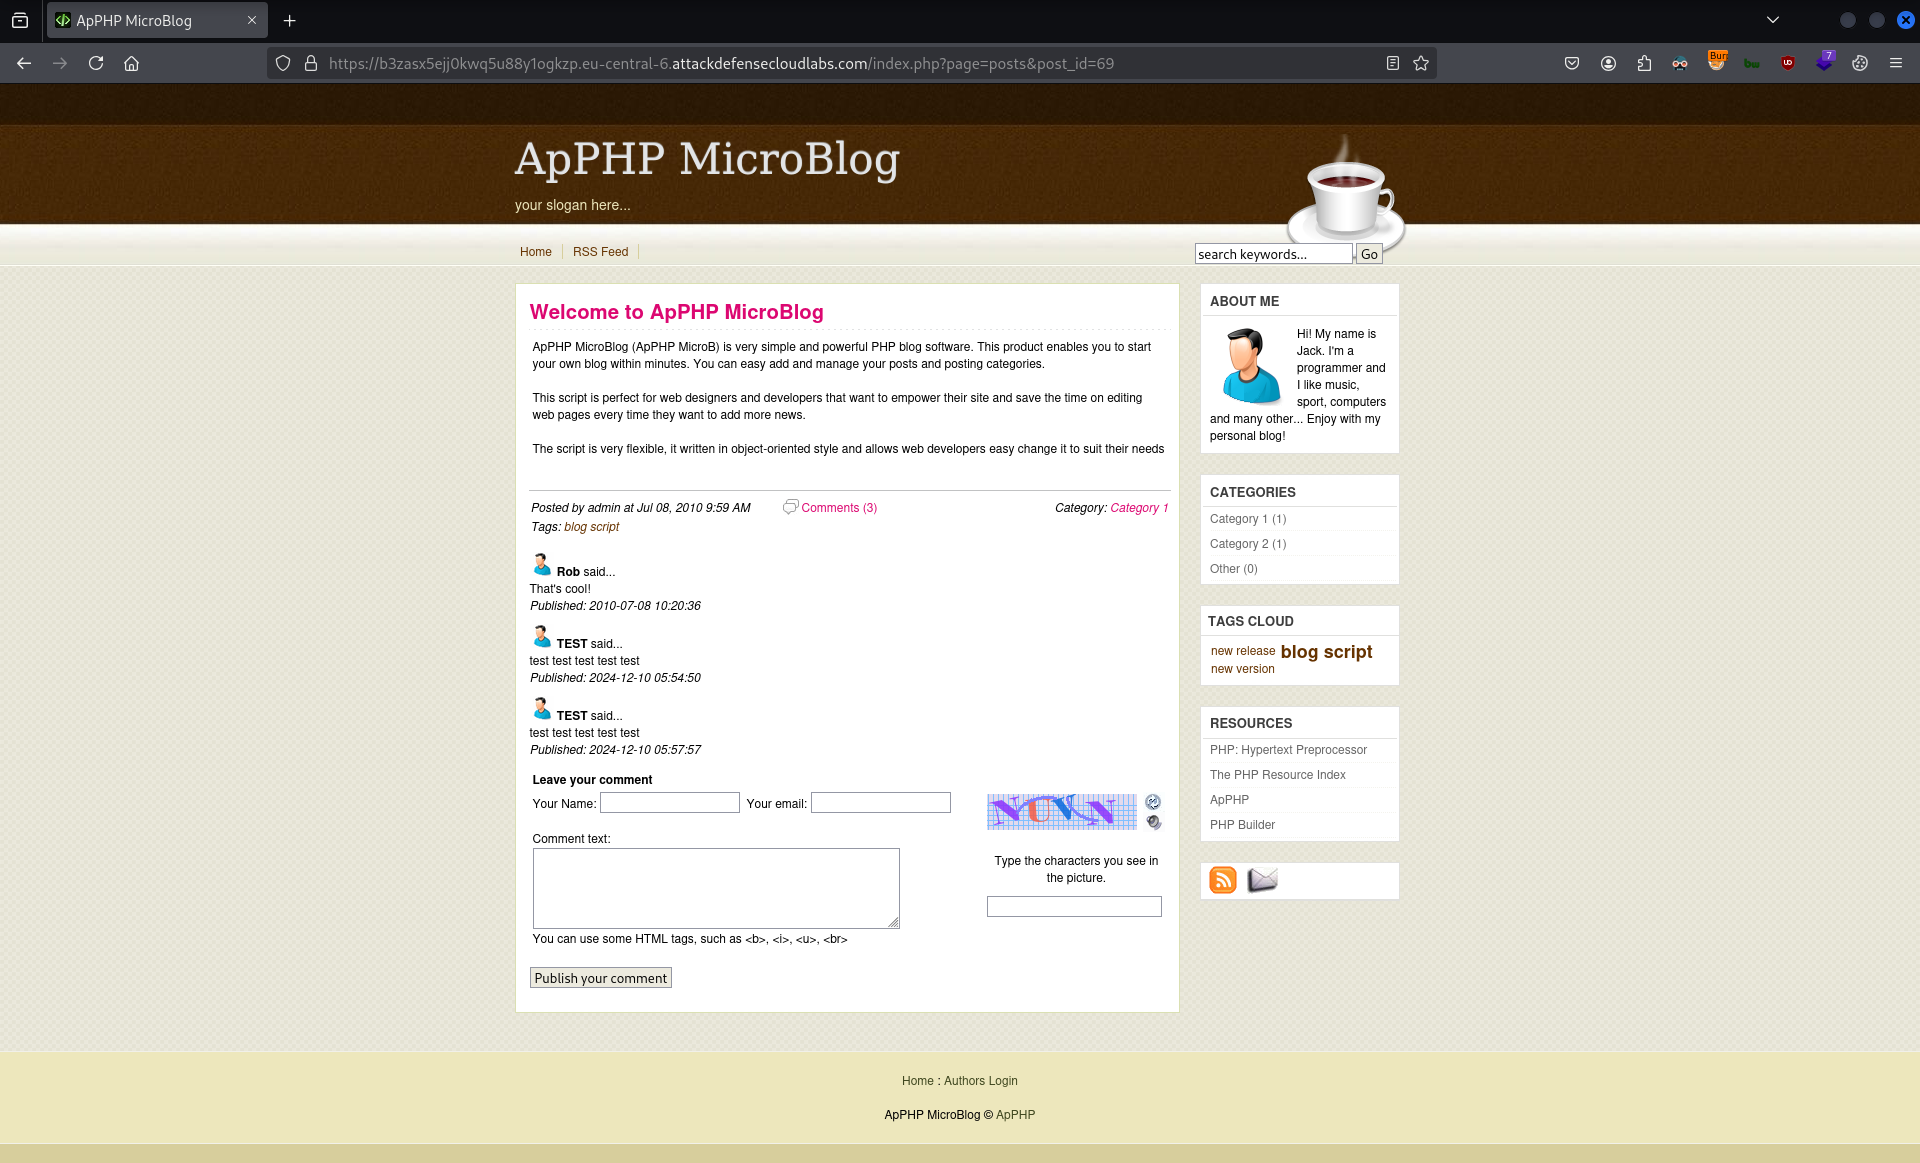 ApPHP MicroBlog
https://b3zasx5ejj0kwq5u88y1ogkzp.eu-central-6.attackdefensecloudlabs.com/index.php?page=posts&post_id=69
Burr
7
ApPHP MicroBlog
your slogan here...
Home
RSS Feed
search keywords...
Go
Welcome to ApPHP MicroBlog
ApPHP MicroBlog (ApPHP MicroB) is very simple and powerful PHP blog software. This product enables you to start
your own blog within minutes. You can easy add and manage your posts and posting categories.
This script is perfect for web designers and developers that want to empower their site and save the time on editing
web pages every time they want to add more news.
The script is very flexible, it written in object-oriented style and allows web developers easy change it to suit their needs
Posted by admin at Jul 08, 2010 9:59 AM
Comments (3)
Category: Category 1
Tags: blog script
Rob said...
That's cool!
Published: 2010-07-08 10:20:36
TEST said...
test test test test test
Published: 2024-12-10 05:54:50
TEST said...
test test test test test
Published: 2024-12-10 05:57:57
Leave your comment
Your Name:
Your email:
Comment text:
You can use some HTML tags, such as <b>, <i>, <u>, <br>
Type the characters you see in
the picture.
Publish your comment
ABOUT ME
Hi! My name is
Jack. I'm a
programmer and
I like music,
sport, computers
and many other... Enjoy with my
personal blog!
CATEGORIES
Category 1 (1)
Category 2 (1)
Other (0)
TAGS CLOUD
new release blog script
new version
RESOURCES
PHP: Hypertext Preprocessor
The PHP Resource Index
ApPHP
PHP Builder
Home : Authors Login
ApPHP MicroBlog © ApPHP